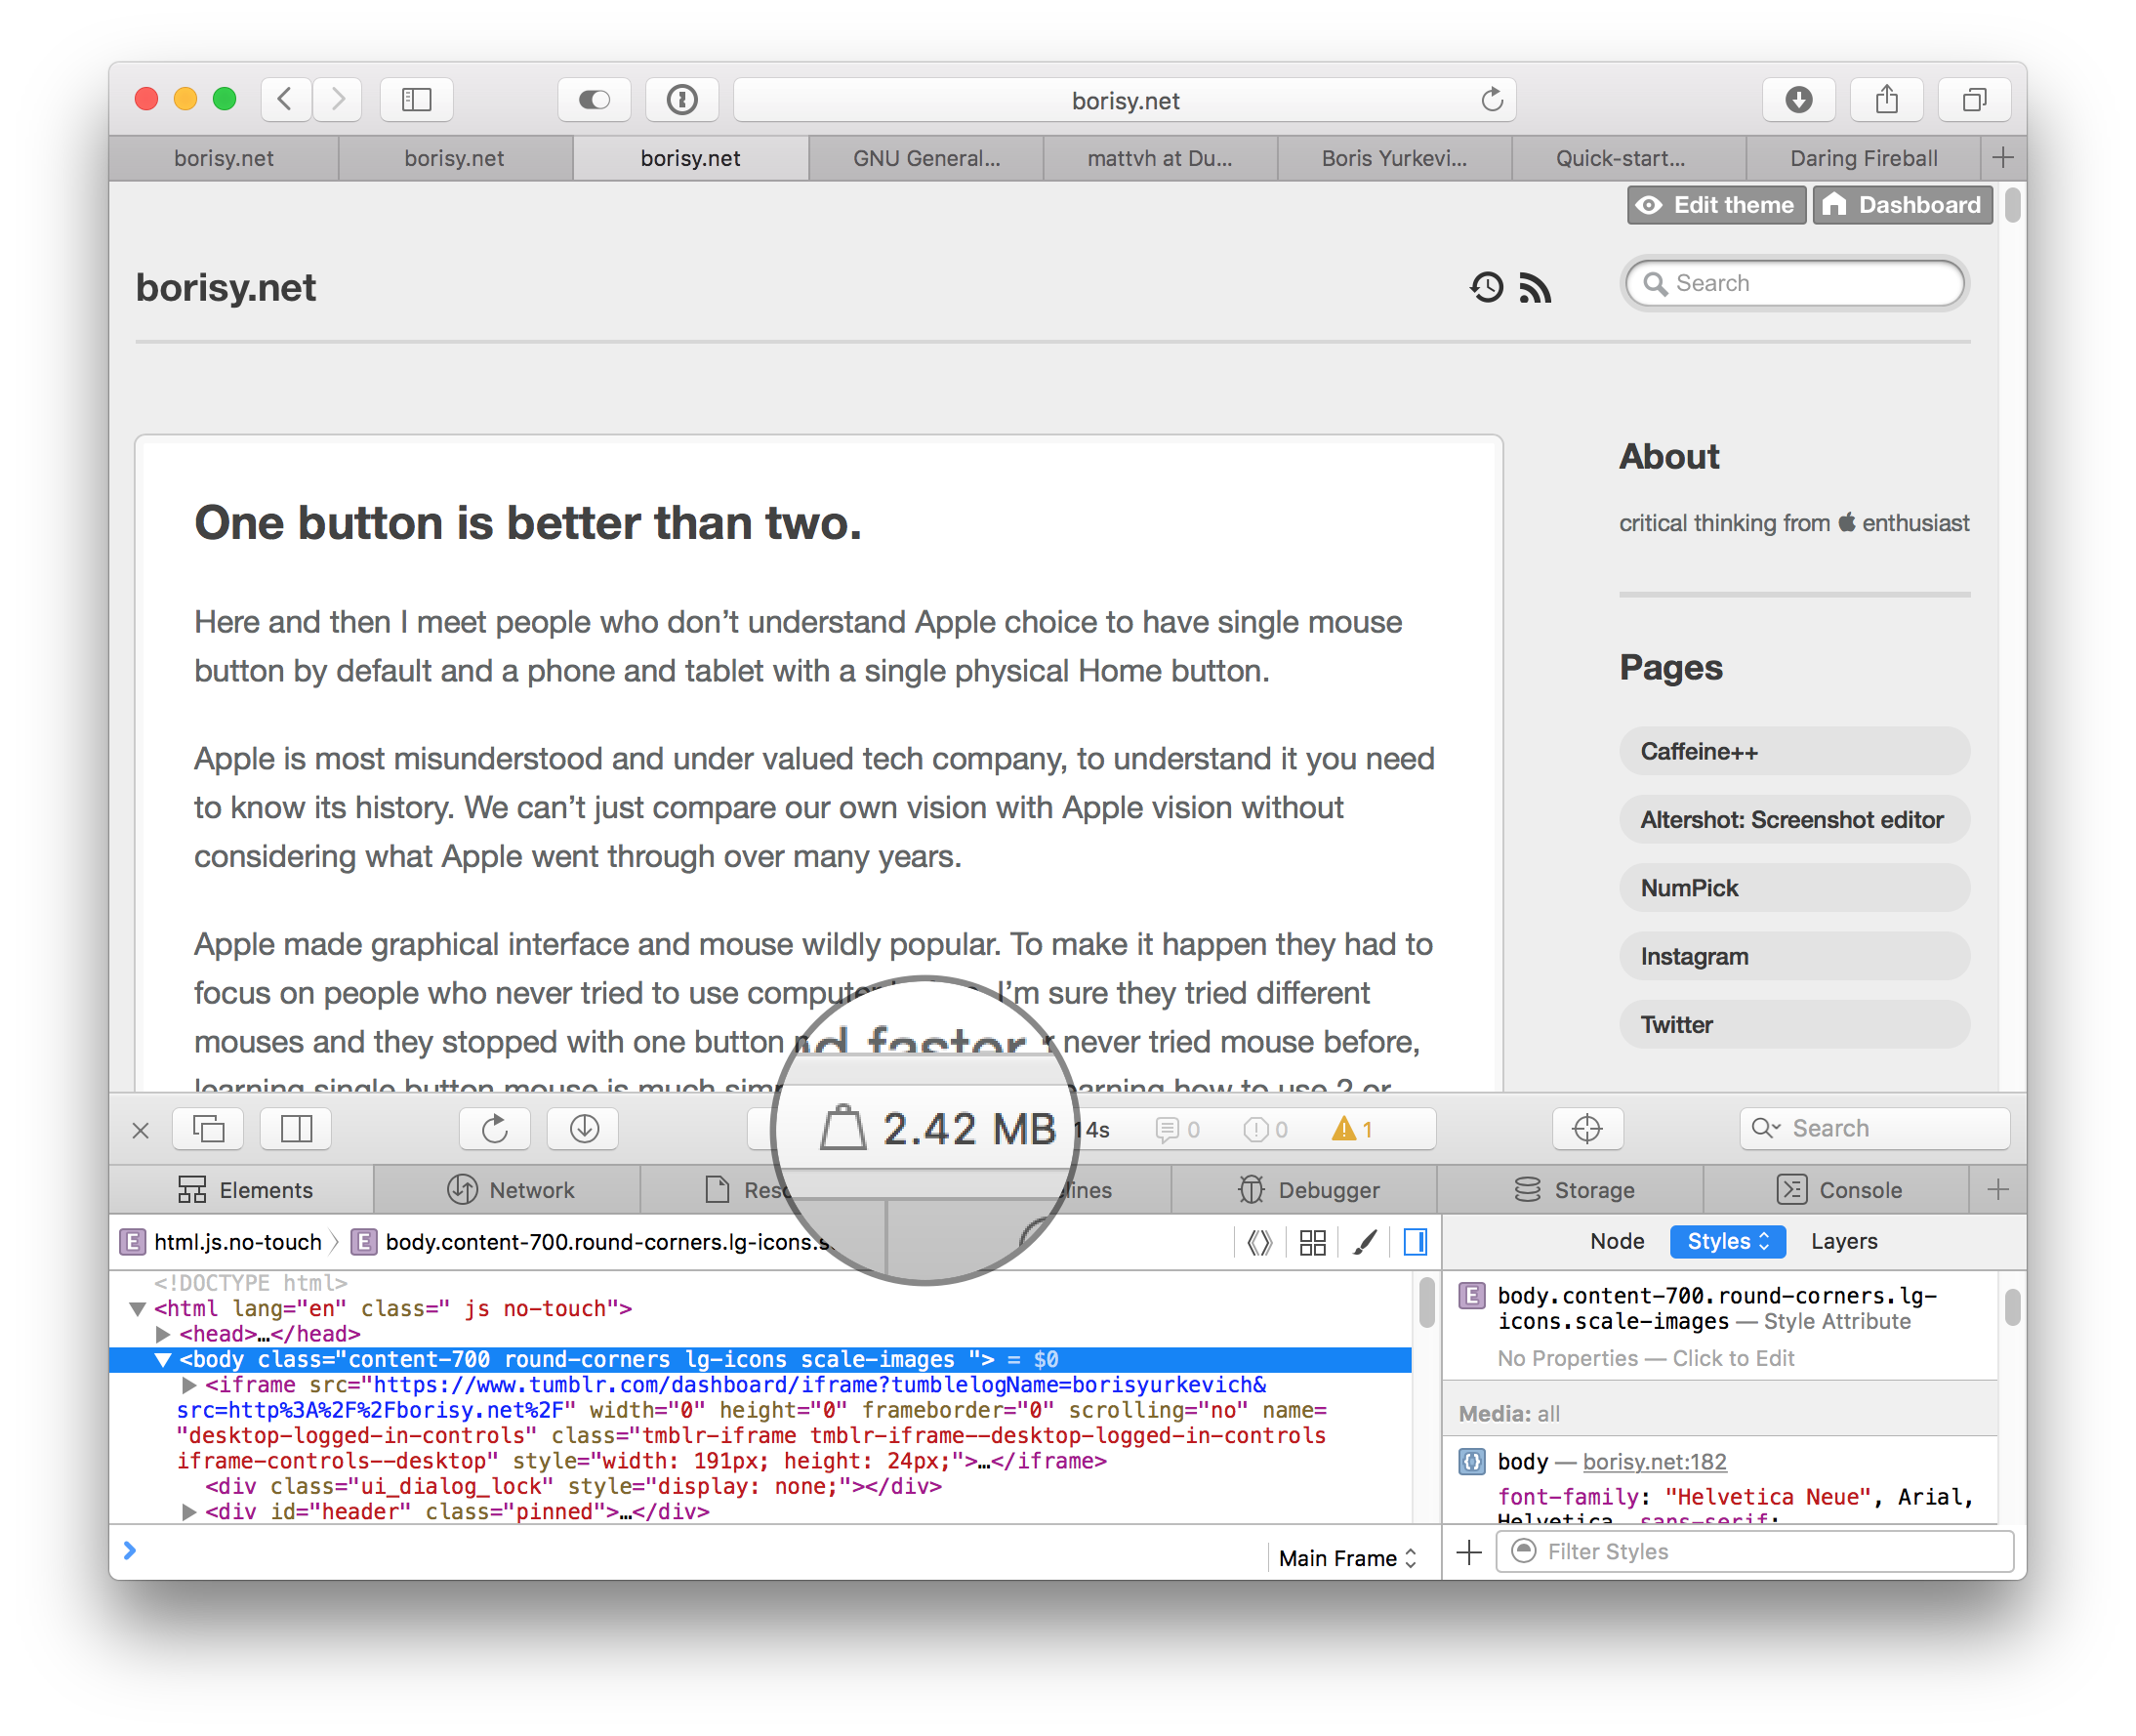 borisy.net
borisy.net
borisy.net
borisy.net
GNU General...
mattvh at Du...
Boris Yurkevi...
Quick-start...
Daring Fireball
Edit theme
Dashboard
borisy.net
Search
One button is better than two.
Here and then I meet people who don’t understand Apple choice to have single mouse
button by default and a phone and tablet with a single physical Home button.
Apple is most misunderstood and under valued tech company, to understand it you need
to know its history. We can’t just compare our own vision with Apple vision without
considering what Apple went through over many years.
Apple made graphical interface and mouse wildly popular. To make it happen they had to
focus on people who never tried to use I’m sure they tried different
mouses and they stopped with one button never tried mouse before,
learning single button mouse is much how to use 2 or
faster
About
critical thinking from enthusiast
Pages
Caffeine++
Altershot: Screenshot editor
NumPick
Instagram
Twitter
2.42 MB
14s
0
0
1
Search
Elements
Network
Debugger
Storage
Console
E html.js.no-touch
E body.content-700.round-corners.lg-icons.s
Node
Styles
Layers
<!DOCTYPE html>
<html lang="en" class=" js no-touch">
<head>…</head>
<body class="content-700 round-corners lg-icons scale-images "> = $0
<iframe src="https://www.tumblr.com/dashboard/iframe?tumblelogName=borisyurkevich&
src=http%3A%2F%2Fborisy.net%2F" width="0" height="0" frameborder="0" scrolling="no" name=
"desktop-logged-in-controls" class="tmblr-iframe tmblr-iframe--desktop-logged-in-controls
iframe-controls--desktop" style="width: 191px; height: 24px;">…</iframe>
<div class="ui_dialog_lock" style="display: none;"></div>
<div id="header" class="pinned">…</div>
Main Frame
E body.content-700.round-corners.lg-
icons.scale-images — Style Attribute
No Properties — Click to Edit
Media: all
{} body — borisy.net:182
font-family: "Helvetica Neue", Arial,
Helvetica, sans-serif;
Filter Styles